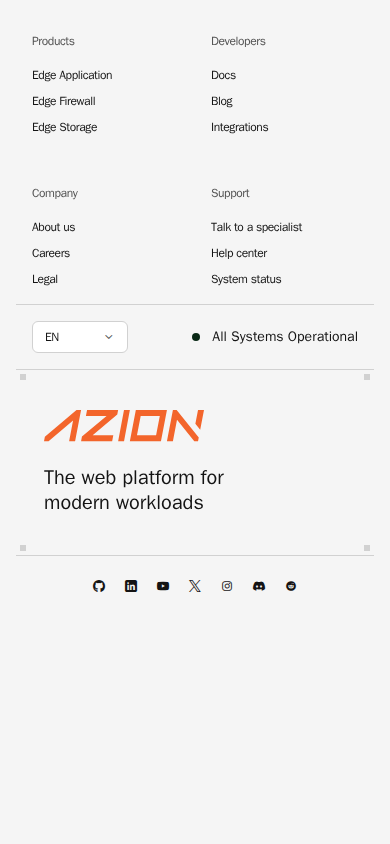 Products
Edge Application
Edge Firewall
Edge Storage
Developers
Docs
Blog
Integrations
Company
About us
Careers
Legal
Support
Talk to a specialist
Help center
System status
EN
All Systems Operational
AZION
The web platform for
modern workloads